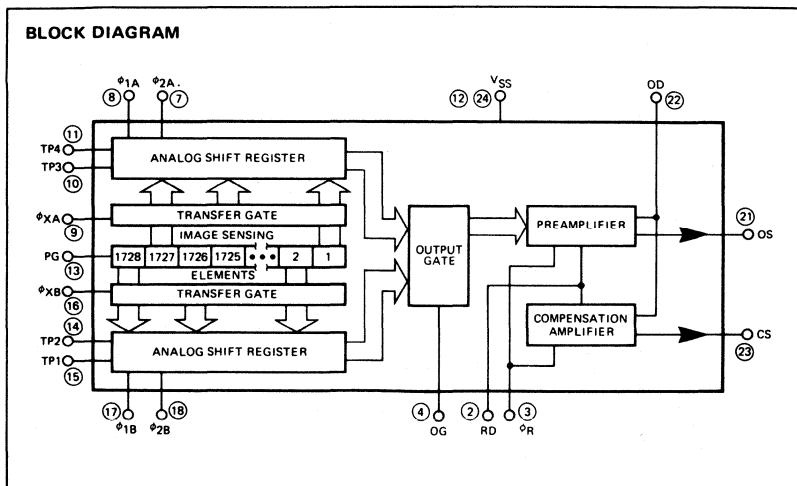 BLOCK DIAGRAM
ϕ1A ϕ2A. VSS OD
8 7 12 24 22
11
TP4
TP3
10
ANALOG SHIFT REGISTER
ϕXA
9
TRANSFER GATE
IMAGE SENSING
PG
13
1728 1727 1726 1725 ••• 2 1
ELEMENTS
ϕXB
16
TRANSFER GATE
14
TP2
TP1
15
ANALOG SHIFT REGISTER
OUTPUT
GATE
PREAMPLIFIER
21
OS
COMPENSATION
AMPLIFIER
CS
23
17 18 4 2 3
ϕ1B ϕ2B OG RD ϕR